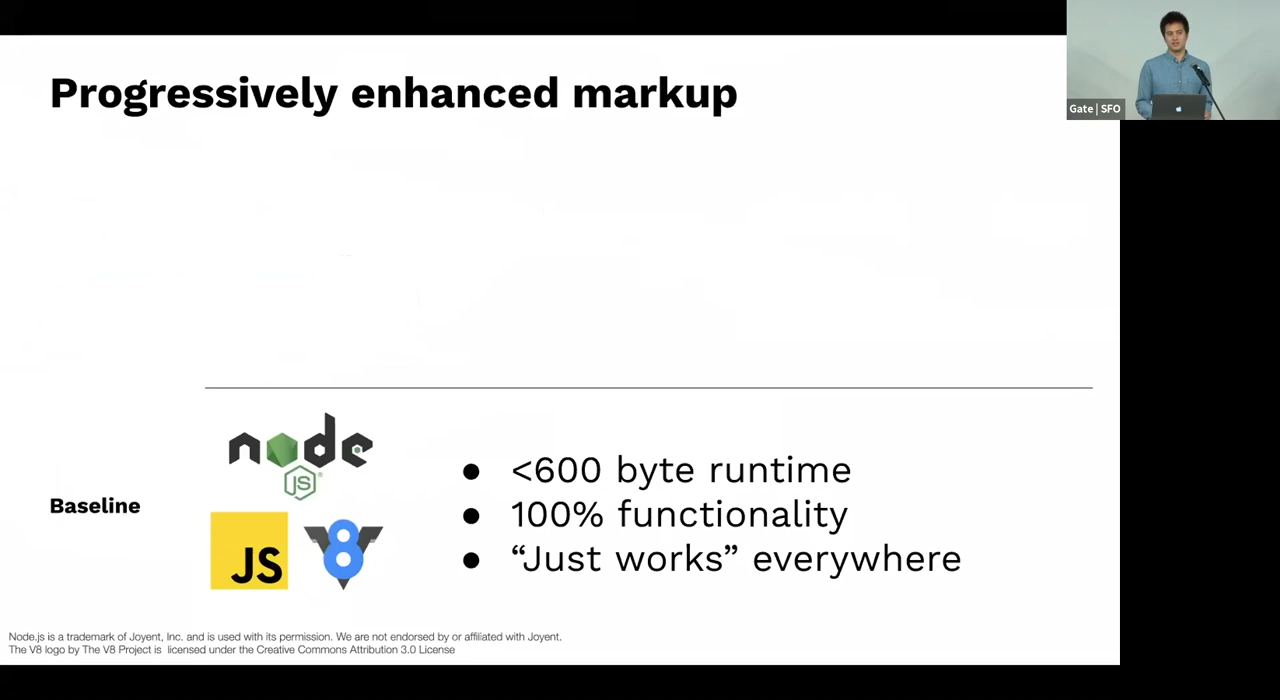 Progressively enhanced markup
Gate | SFO
Baseline
node
JS
JS
V8
● <600 byte runtime
● 100% functionality
● “Just works” everywhere
Node.js is a trademark of Joyent, Inc. and is used with its permission. We are not endorsed by or affiliated with Joyent.
The V8 logo by The V8 Project is licensed under the Creative Commons Attribution 3.0 License